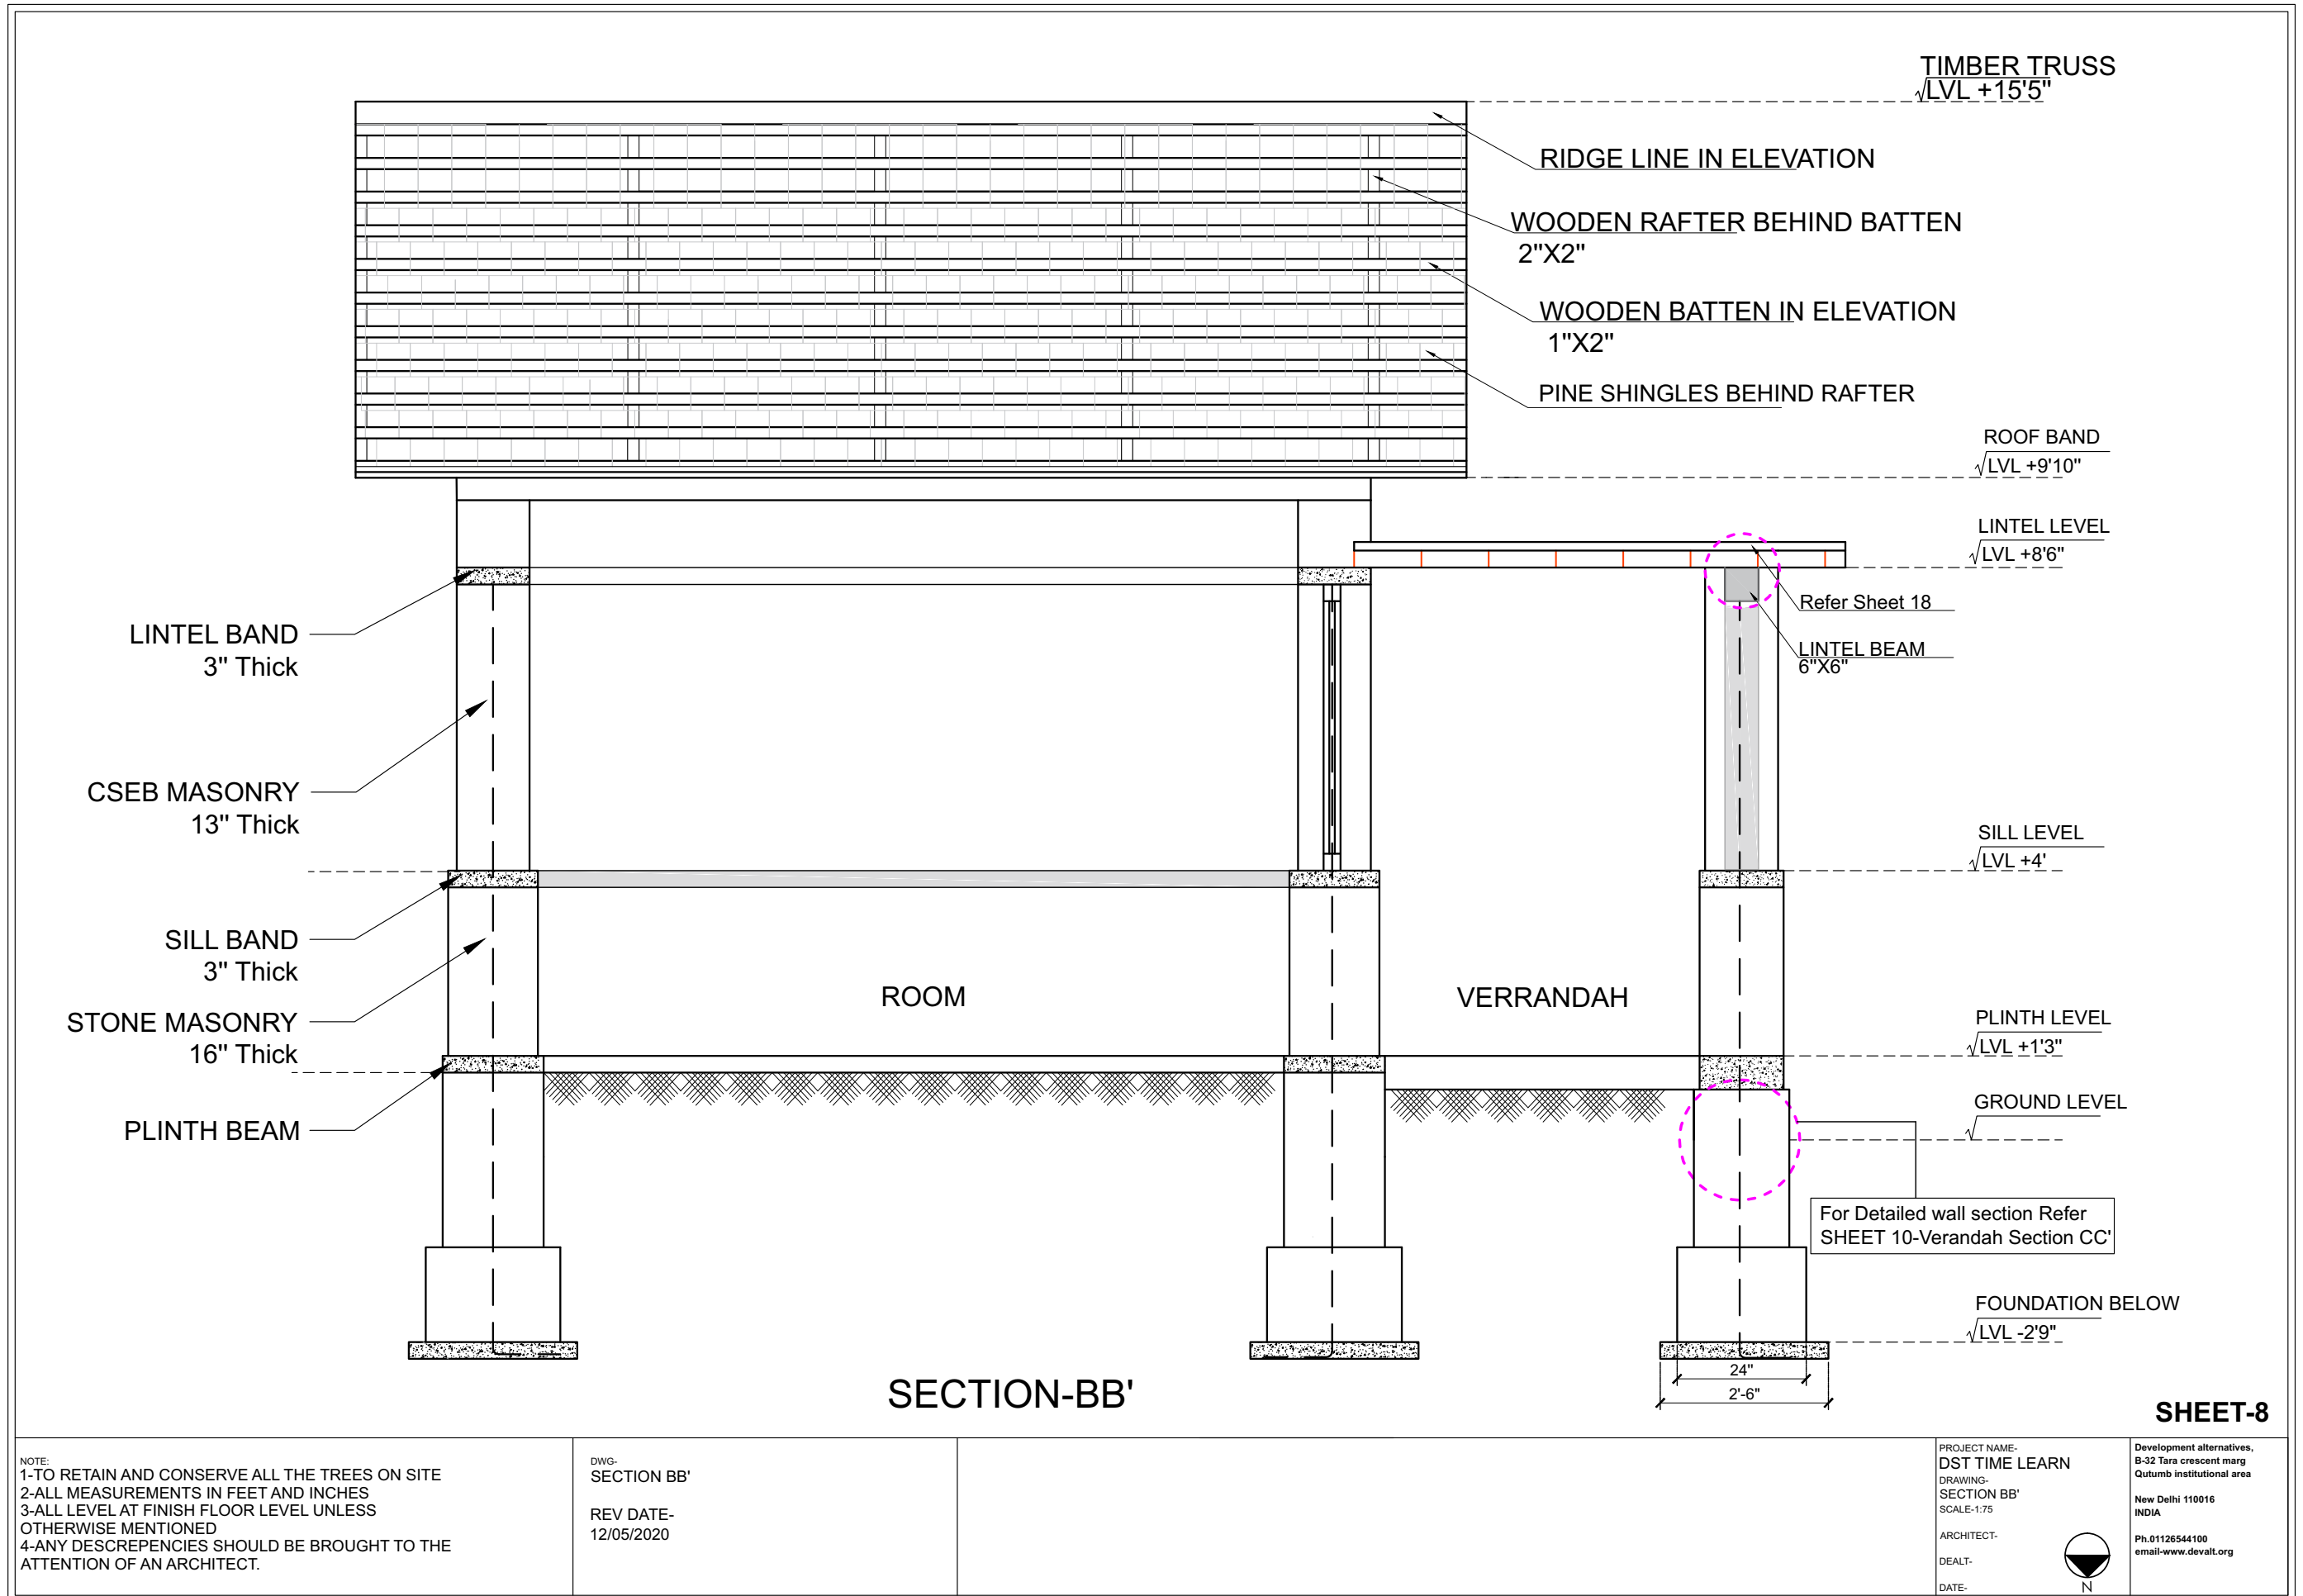 TIMBER TRUSS
LVL +15'5"
RIDGE LINE IN ELEVATION
WOODEN RAFTER BEHIND BATTEN
2"X2"
WOODEN BATTEN IN ELEVATION
1"X2"
PINE SHINGLES BEHIND RAFTER
ROOF BAND
LVL +9'10"
LINTEL LEVEL
LVL +8'6"
Refer Sheet 18
LINTEL BEAM
6"X6"
LINTEL BAND
3" Thick
CSEB MASONRY
13" Thick
SILL LEVEL
LVL +4'
SILL BAND
3" Thick
STONE MASONRY
16" Thick
ROOM
VERRANDAH
PLINTH LEVEL
LVL +1'3"
PLINTH BEAM
GROUND LEVEL
For Detailed wall section Refer
SHEET 10-Verandah Section CC'
FOUNDATION BELOW
LVL -2'9"
24"
2'-6"
SECTION-BB'
SHEET-8
NOTE:
1-TO RETAIN AND CONSERVE ALL THE TREES ON SITE
2-ALL MEASUREMENTS IN FEET AND INCHES
3-ALL LEVEL AT FINISH FLOOR LEVEL UNLESS
OTHERWISE MENTIONED
4-ANY DESCREPENCIES SHOULD BE BROUGHT TO THE
ATTENTION OF AN ARCHITECT.
DWG-
SECTION BB'
REV DATE-
12/05/2020
PROJECT NAME-
DST TIME LEARN
DRAWING-
SECTION BB'
SCALE-1:75
ARCHITECT-
DEALT-
DATE-
N
Development alternatives,
B-32 Tara crescent marg
Qutumb institutional area
New Delhi 110016
INDIA
Ph.01126544100
email-www.devalt.org